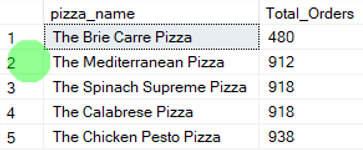 pizza_name Total_Orders
1 The Brie Carre Pizza 480
2 The Mediterranean Pizza 912
3 The Spinach Supreme Pizza 918
4 The Calabrese Pizza 918
5 The Chicken Pesto Pizza 938